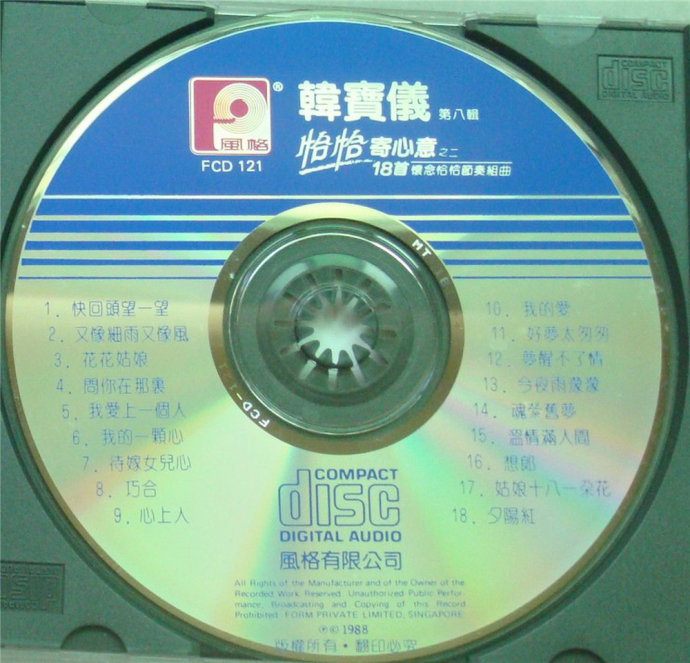 風格
®
FCD 121
韓寶儀 第八輯
恰恰寄心意之二
18首懷念恰恰節奏組曲
COMPACT
disc
DIGITAL AUDIO
MT
FCD-121
1. 快回頭望一望
2. 又像細雨又像風
3. 花花姑娘
4. 問你在那裏
5. 我愛上一個人
6. 我的一顆心
7. 待嫁女兒心
8. 巧合
9. 心上人
10. 我的愛
11. 好夢太匆匆
12. 夢醒不了情
13. 今夜雨濛濛
14. 魂縈舊夢
15. 溫情滿人間
16. 想郎
17. 姑娘十八一朵花
18. 夕陽紅
COMPACT
disc
DIGITAL AUDIO
風格有限公司
All Rights of the Manufacturer and of the Owner of the
Recorded Work Reserved. Unauthorized Public Perfor-
mance, Broadcasting and Copying of this Record
Prohibited. FORM PRIVATE LIMITED, SINGAPORE
℗ © 1988
版權所有・翻印必究